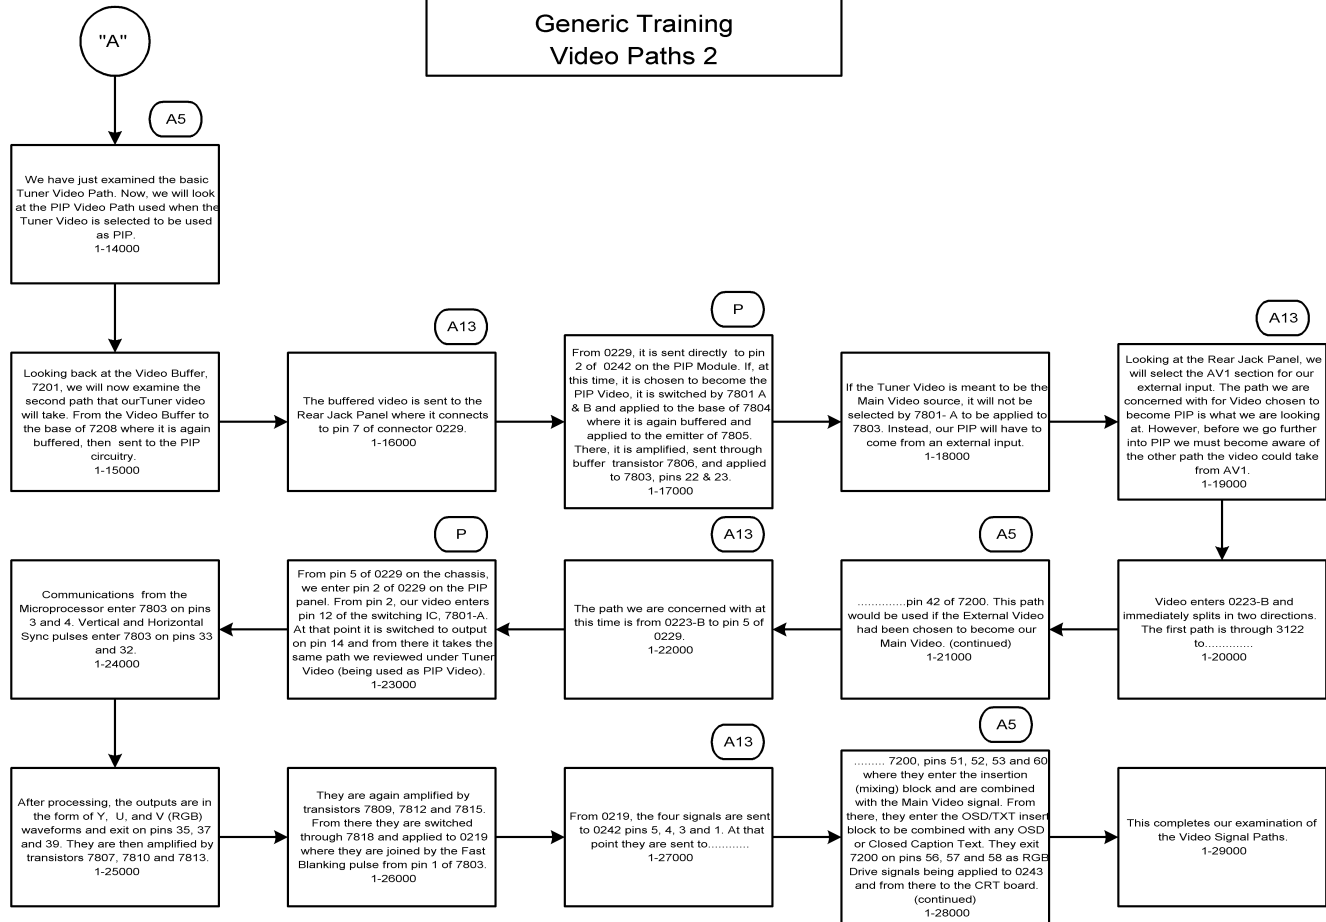 "A"
Generic Training
Video Paths 2
A5
We have just examined the basic
Tuner Video Path. Now, we will look
at the PIP Video Path used when the
Tuner Video is selected to be used
as PIP.
1-14000
Looking back at the Video Buffer,
7201, we will now examine the
second path that ourTuner video
will take. From the Video Buffer to
the base of 7208 where it is again
buffered, then sent to the PIP
circuitry.
1-15000
A13
The buffered video is sent to the
Rear Jack Panel where it connects
to pin 7 of connector 0229.
1-16000
P
From 0229, it is sent directly to pin
2 of 0242 on the PIP Module. If, at
this time, it is chosen to become the
PIP Video, it is switched by 7801 A
& B and applied to the base of 7804
where it is again buffered and
applied to the emitter of 7805.
There, it is amplified, sent through
buffer transistor 7806, and applied
to 7803, pins 22 & 23.
1-17000
If the Tuner Video is meant to be the
Main Video source, it will not be
selected by 7801- A to be applied to
7803. Instead, our PIP will have to
come from an external input.
1-18000
A13
Looking at the Rear Jack Panel, we
will select the AV1 section for our
external input. The path we are
concerned with for Video chosen to
become PIP is what we are looking
at. However, before we go further
into PIP we must become aware of
the other path the video could take
from AV1.
1-19000
Video enters 0223-B and
immediately splits in two directions.
The first path is through 3122
to..............
1-20000
A5
..............pin 42 of 7200. This path
would be used if the External Video
had been chosen to become our
Main Video. (continued)
1-21000
A13
The path we are concerned with at
this time is from 0223-B to pin 5 of
0229.
1-22000
P
From pin 5 of 0229 on the chassis,
we enter pin 2 of 0229 on the PIP
panel. From pin 2, our video enters
pin 12 of the switching IC, 7801-A.
At that point it is switched to output
on pin 14 and from there it takes the
same path we reviewed under Tuner
Video (being used as PIP Video).
1-23000
Communications from the
Microprocessor enter 7803 on pins
3 and 4. Vertical and Horizontal
Sync pulses enter 7803 on pins 33
and 32.
1-24000
After processing, the outputs are in
the form of Y, U, and V (RGB)
waveforms and exit on pins 35, 37
and 39. They are then amplified by
transistors 7807, 7810 and 7813.
1-25000
They are again amplified by
transistors 7809, 7812 and 7815.
From there they are switched
through 7818 and applied to 0219
where they are joined by the Fast
Blanking pulse from pin 1 of 7803.
1-26000
A13
From 0219, the four signals are sent
to 0242 pins 5, 4, 3 and 1. At that
point they are sent to............
1-27000
A5
......... 7200, pins 51, 52, 53 and 60
where they enter the insertion
(mixing) block and are combined
with the Main Video signal. From
there, they enter the OSD/TXT insert
block to be combined with any OSD
or Closed Caption Text. They exit
7200 on pins 56, 57 and 58 as RGB
Drive signals being applied to 0243
and from there to the CRT board.
(continued)
1-28000
This completes our examination of
the Video Signal Paths.
1-29000